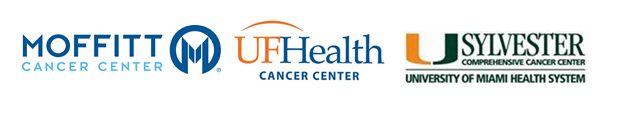 MOFFITT
CANCER CENTER
®
UFHealth
CANCER CENTER
U SYLVESTER
COMPREHENSIVE CANCER CENTER
UNIVERSITY OF MIAMI HEALTH SYSTEM